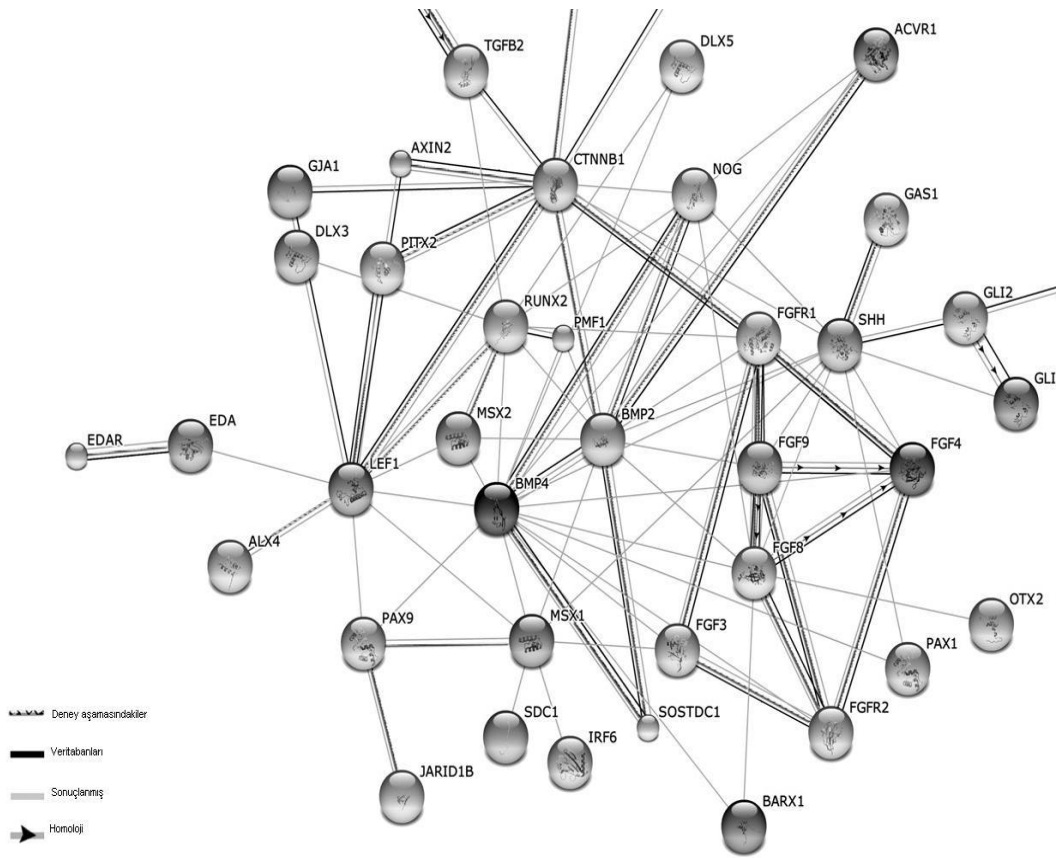 TGFB2
DLX5
ACVR1
AXIN2
CTNNB1
GJA1
NOG
GAS1
DLX3
PITX2
RUNX2
PMF1
FGFR1
SHH
GLI2
GLI
MSX2
BMP2
EDA
EDAR
LEF1
FGF9
FGF4
BMP4
ALX4
FGF8
OTX2
PAX9
MSX1
FGF3
PAX1
SDC1
SOSTDC1
FGFR2
IRF6
JARID1B
BARX1
Deney aşamasındakiler
Veritabanları
Sonuçlanmış
Homoloji